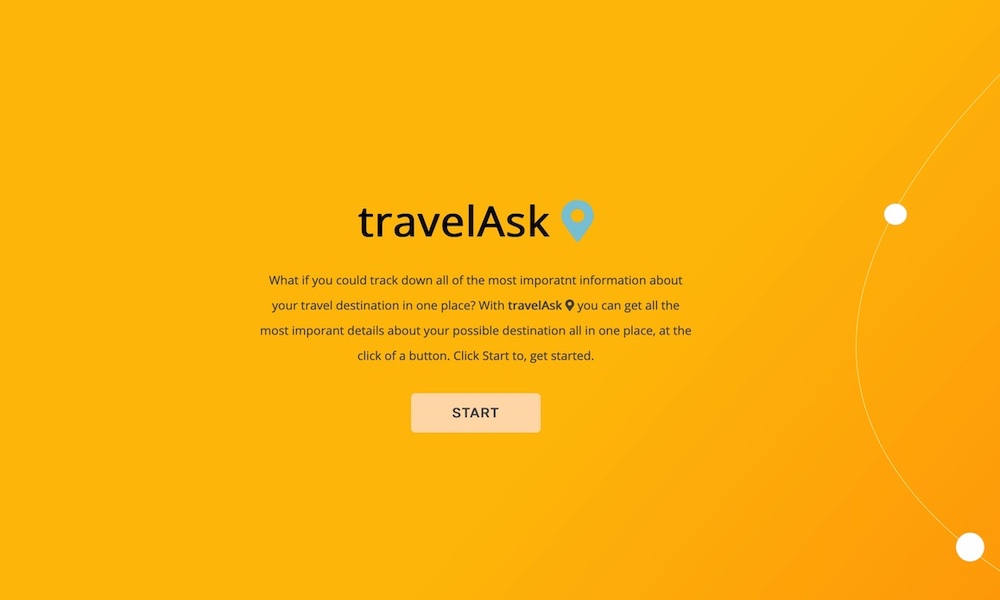 travelAsk
What if you could track down all of the most imporatnt information about
your travel destination in one place? With travelAsk you can get all the
most imporant details about your possible destination all in one place, at the
click of a button. Click Start to, get started.
START